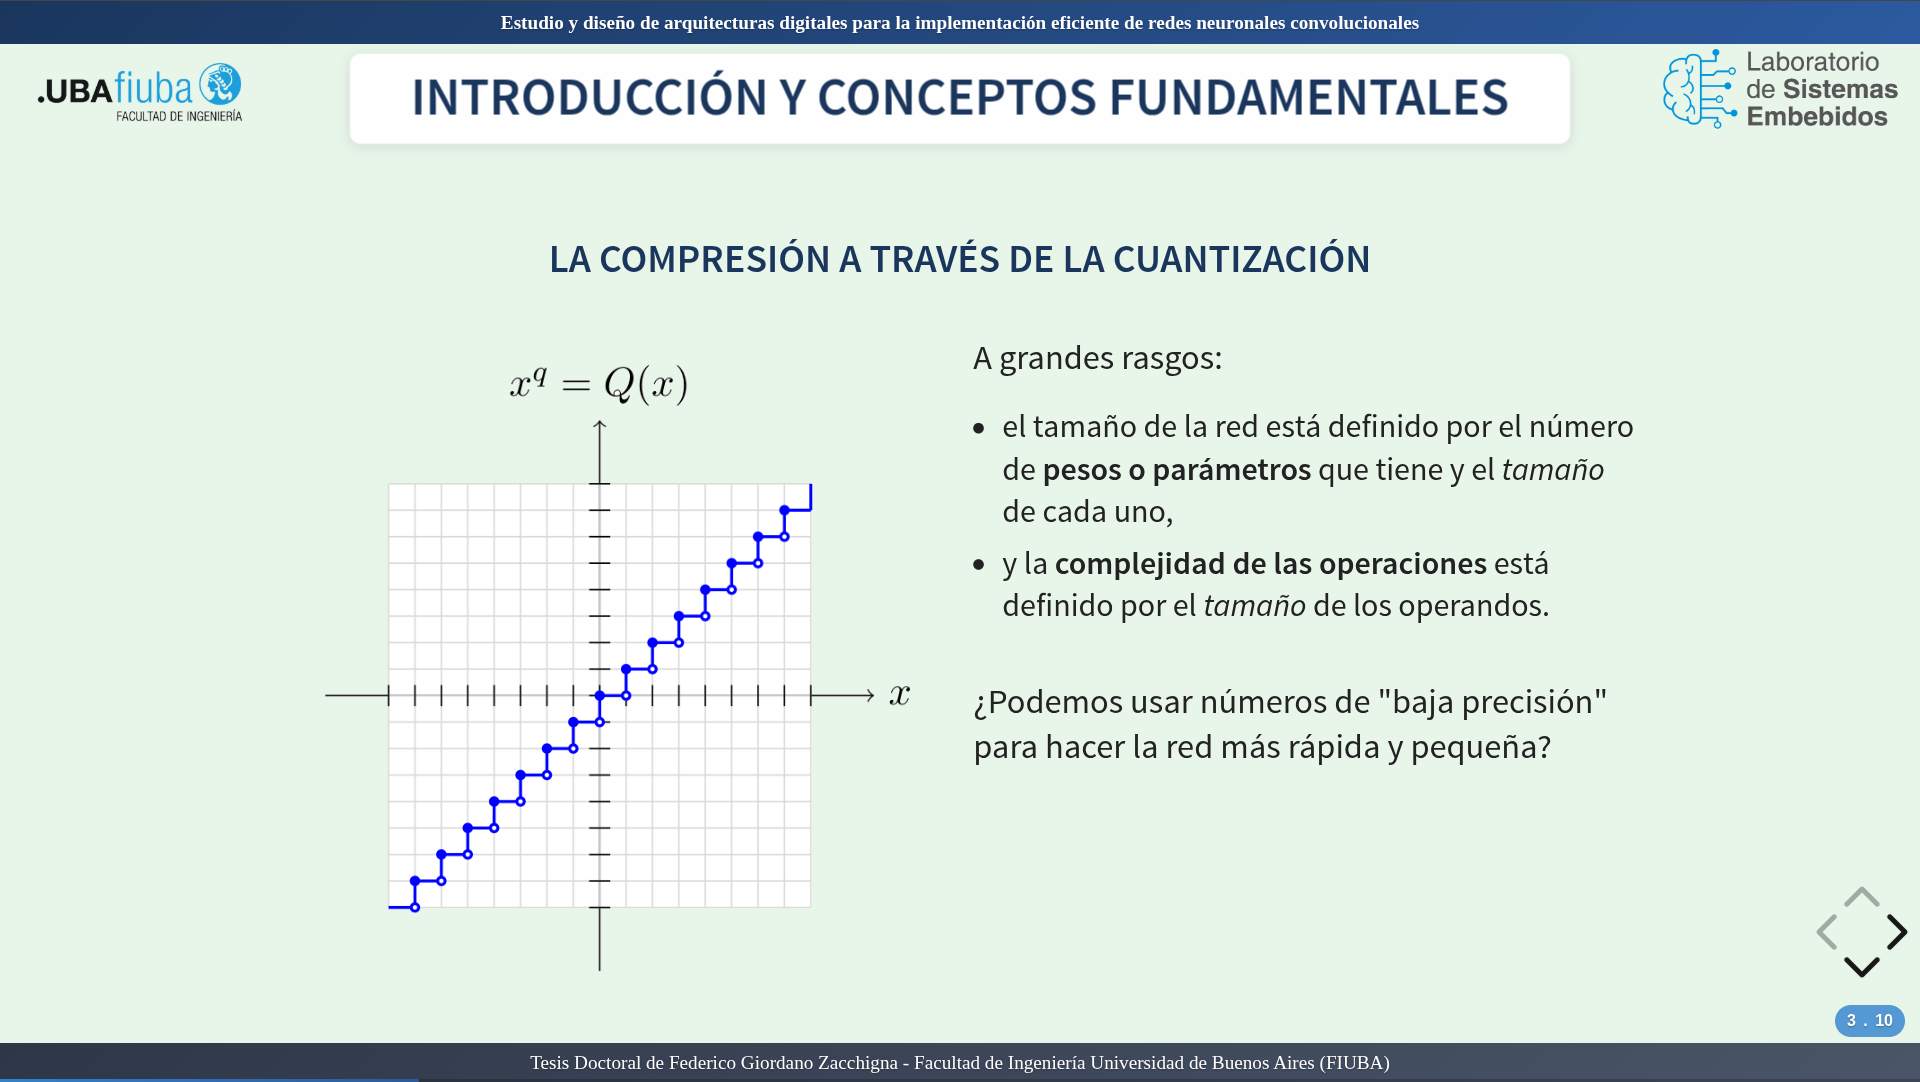 Estudio y diseño de arquitecturas digitales para la implementación eficiente de redes neuronales convolucionales
.UBAfiuba
FACULTAD DE INGENIERÍA
INTRODUCCIÓN Y CONCEPTOS FUNDAMENTALES
Laboratorio
de Sistemas
Embebidos
LA COMPRESIÓN A TRAVÉS DE LA CUANTIZACIÓN
x^q = Q(x)
x
A grandes rasgos:
• el tamaño de la red está definido por el número
de pesos o parámetros que tiene y el tamaño
de cada uno,
• y la complejidad de las operaciones está
definido por el tamaño de los operandos.
¿Podemos usar números de "baja precisión"
para hacer la red más rápida y pequeña?
3 . 10
Tesis Doctoral de Federico Giordano Zacchigna - Facultad de Ingeniería Universidad de Buenos Aires (FIUBA)